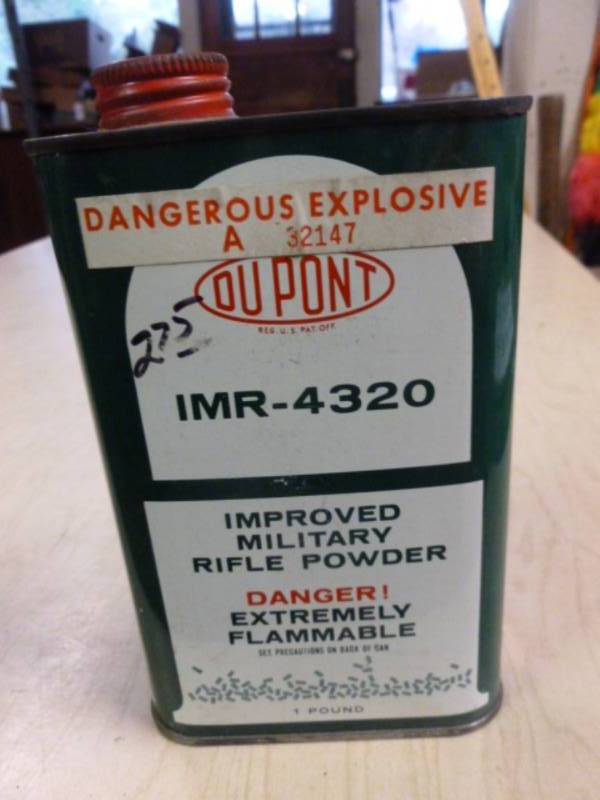 DANGEROUS EXPLOSIVE
A 32147
DU PONT
REG. U.S. PAT. OFF.
275
IMR-4320
IMPROVED
MILITARY
RIFLE POWDER
DANGER!
EXTREMELY
FLAMMABLE
SEE PRECAUTIONS ON BACK OF CAN
1 POUND